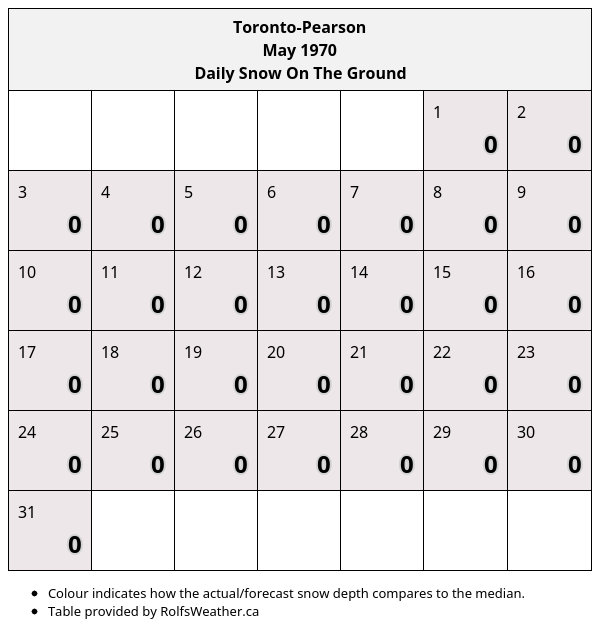 Toronto-Pearson
May 1970
Daily Snow On The Ground
1 2
0 0
3 4 5 6 7 8 9
0 0 0 0 0 0 0
10 11 12 13 14 15 16
0 0 0 0 0 0 0
17 18 19 20 21 22 23
0 0 0 0 0 0 0
24 25 26 27 28 29 30
0 0 0 0 0 0 0
31
0
• Colour indicates how the actual/forecast snow depth compares to the median.
• Table provided by RolfsWeather.ca